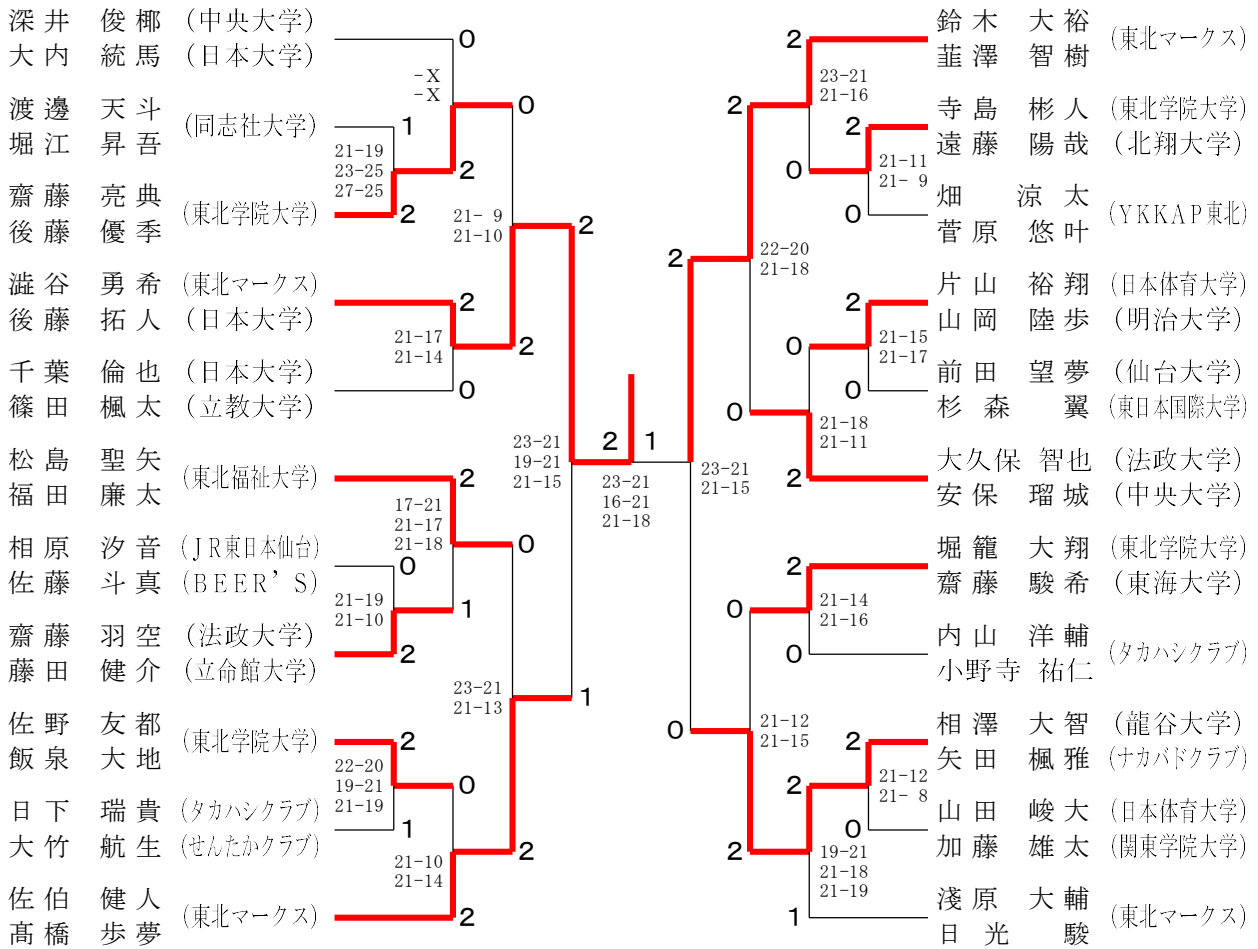 深井 俊椰 (中央大学)
大内 統馬 (日本大学)
渡邊 天斗
堀江 昇吾
(同志社大学)
齋藤 亮典
後藤 優季
(東北学院大学)
澁谷 勇希 (東北マークス)
後藤 拓人 (日本大学)
千葉 倫也 (日本大学)
篠田 楓太 (立教大学)
松島 聖矢
福田 廉太
(東北福祉大学)
相原 汐音 (JR東日本仙台)
佐藤 斗真 (BEER'S)
齋藤 羽空 (法政大学)
藤田 健介 (立命館大学)
佐野 友都
飯泉 大地
(東北学院大学)
日下 瑞貴 (タカハシクラブ)
大竹 航生 (せんたかクラブ)
佐伯 健人
髙橋 歩夢
(東北マークス)
0
-X
-X
0
1
21-19
23-25
27-25
2
2
21- 9
21-10
2
2
21-17
21-14
2
0
23-21
19-21
21-15
2
17-21
21-17
21-18
0
0
21-19
21-10
1
2
23-21
21-13
1
2
22-20
19-21
21-19
0
1
21-10
21-14
2
2
2
1
23-21
16-21
21-18
2
23-21
21-16
2
2
0
21-11
21- 9
0
2
22-20
21-18
2
0
21-15
21-17
0
0
21-18
21-11
2
23-21
21-15
2
0
21-14
21-16
0
0
21-12
21-15
2
2
21-12
21- 8
0
2
19-21
21-18
21-19
1
鈴木 大裕
韮澤 智樹
(東北マークス)
寺島 彬人 (東北学院大学)
遠藤 陽哉 (北翔大学)
畑 涼太
菅原 悠叶
(YKKAP東北)
片山 裕翔 (日本体育大学)
山岡 陸歩 (明治大学)
前田 望夢 (仙台大学)
杉森 翼 (東日本国際大学)
大久保 智也 (法政大学)
安保 瑠城 (中央大学)
堀籠 大翔 (東北学院大学)
齋藤 駿希 (東海大学)
内山 洋輔
小野寺 祐仁
(タカハシクラブ)
相澤 大智 (龍谷大学)
矢田 楓雅 (ナカバドクラブ)
山田 峻大 (日本体育大学)
加藤 雄太 (関東学院大学)
淺原 大輔
日光 駿
(東北マークス)